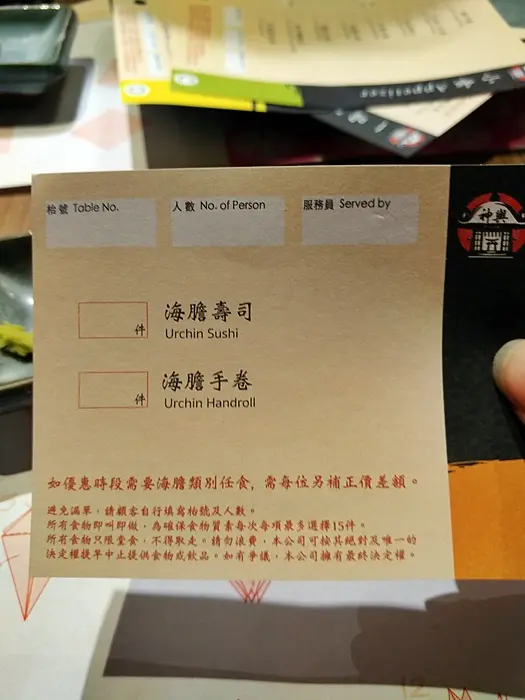 小食 Appetizer
枱號 Table No.
人數 No. of Person
服務員 Served by
神樂
件
海膽壽司
Urchin Sushi
件
海膽手卷
Urchin Handroll
如優惠時段需要海膽類別任食，需每位另補正價差額。
避免漏單，請顧客自行填寫枱號及人數。
所有食物即叫即做，為確保食物質素每次每項最多選擇15件。
所有食物只限堂食，不得取走。請勿浪費，本公司可按其絕對及唯一的
決定權提早中止提供食物或飲品。如有爭議，本公司擁有最終決定權。
12